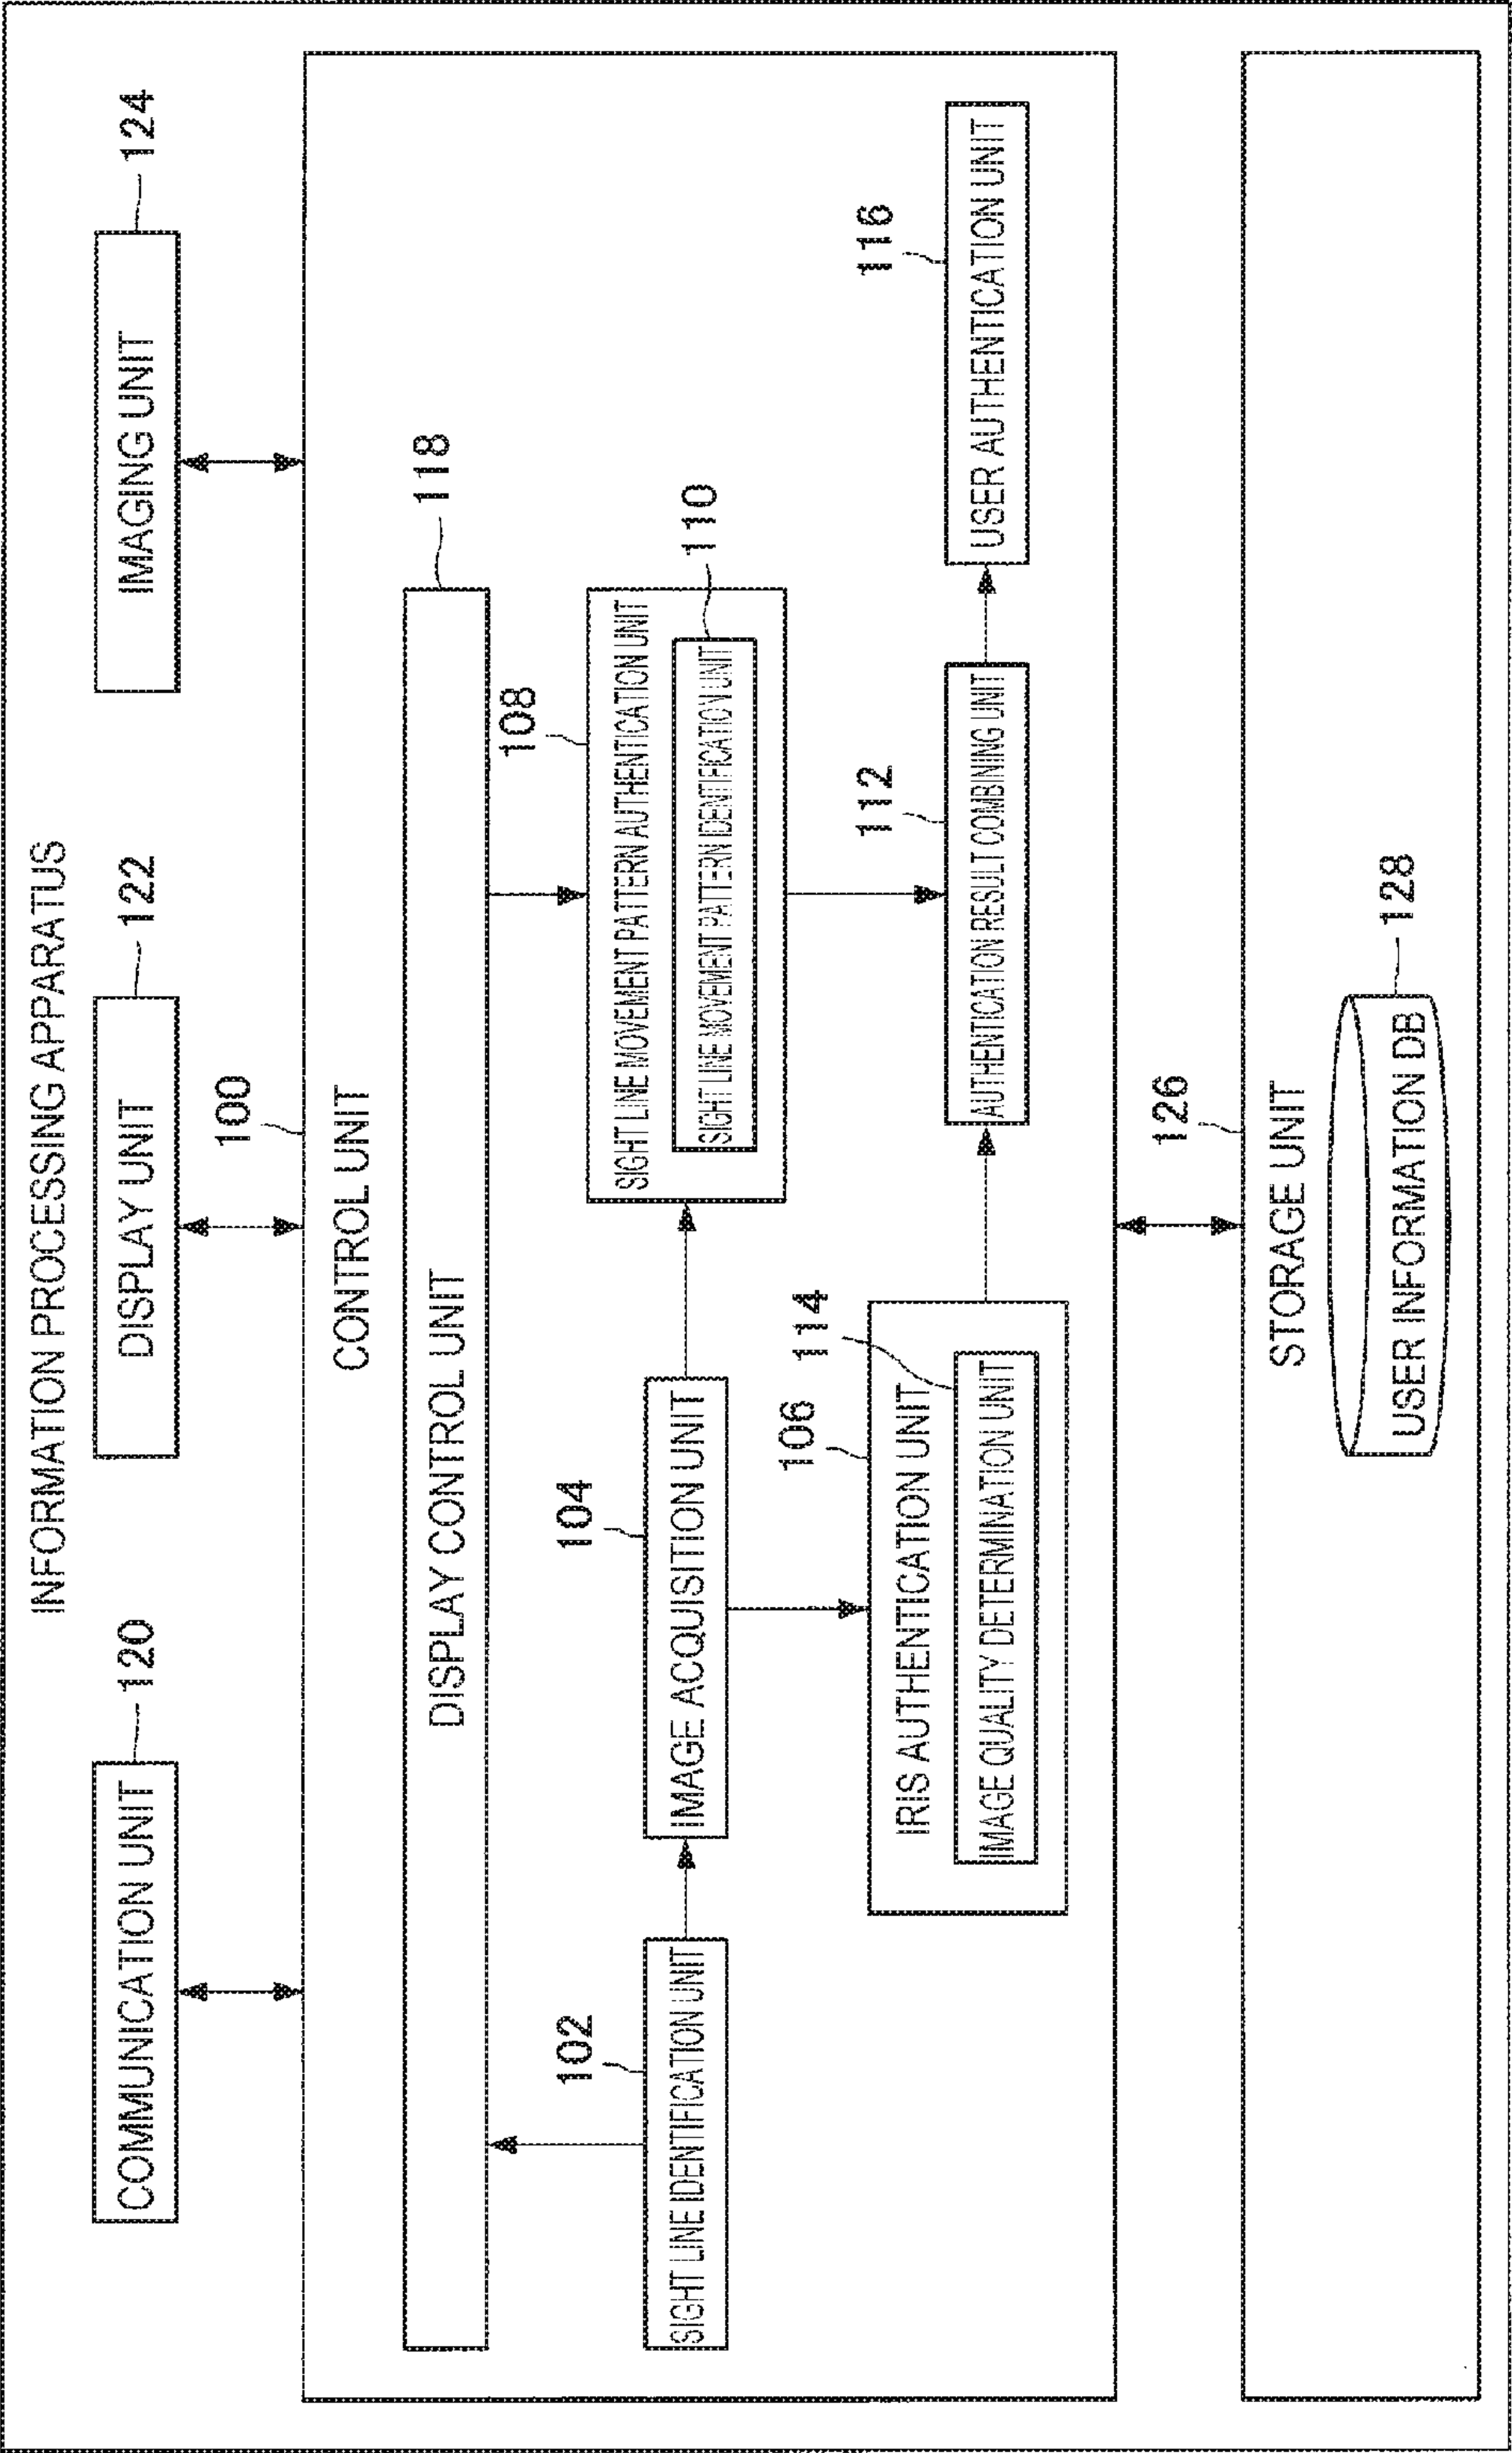 INFORMATION PROCESSING APPARATUS
120
122
124
COMMUNICATION UNIT
DISPLAY UNIT
IMAGING UNIT
100
CONTROL UNIT
118
DISPLAY CONTROL UNIT
108
102
104
SIGHT LINE MOVEMENT PATTERN AUTHENTICATION UNIT
110
SIGHT LINE IDENTIFICATION UNIT
IMAGE ACQUISITION UNIT
SIGHT LINE MOVEMENT PATTERN IDENTIFICATION UNIT
106
114
112
116
IRIS AUTHENTICATION UNIT
IMAGE QUALITY DETERMINATION UNIT
AUTHENTICATION RESULT COMBINING UNIT
USER AUTHENTICATION UNIT
126
STORAGE UNIT
128
USER INFORMATION DB